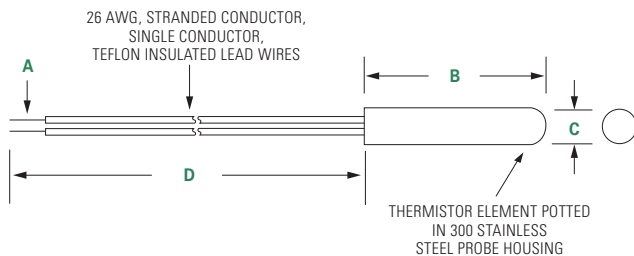 26 AWG, STRANDED CONDUCTOR,
SINGLE CONDUCTOR,
TEFLON INSULATED LEAD WIRES
A
B
C
D
THERMISTOR ELEMENT POTTED
IN 300 STAINLESS
STEEL PROBE HOUSING